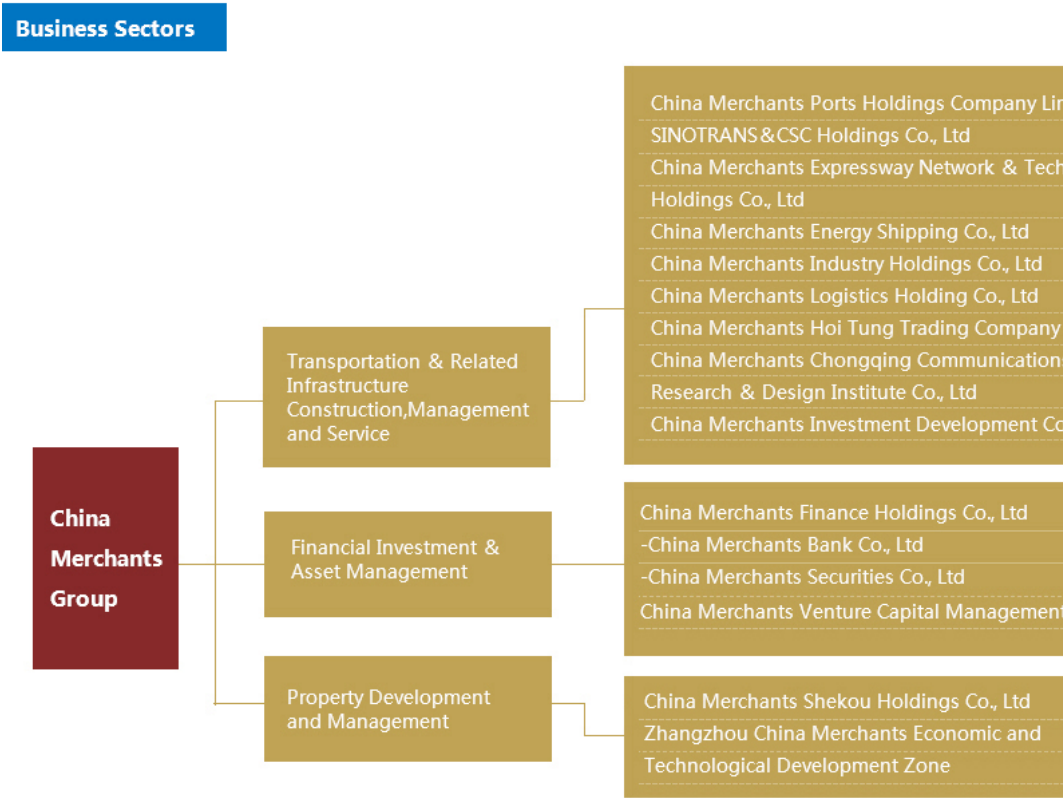 Business Sectors
China Merchants Ports Holdings Company
SINOTRANS&CSC Holdings Co., Ltd
China Merchants Expressway Network & Tech
Holdings Co., Ltd
China Merchants Energy Shipping Co., Ltd
China Merchants Industry Holdings Co., Ltd
China Merchants Logistics Holding Co., Ltd
China Merchants Hoi Tung Trading Company
China Merchants Chongqing Communication
Research & Design Institute Co., Ltd
China Merchants Investment Development Co
Transportation & Related
Infrastructure
Construction,Management
and Service
China
Merchants
Group
Financial Investment &
Asset Management
China Merchants Finance Holdings Co., Ltd
-China Merchants Bank Co., Ltd
-China Merchants Securities Co., Ltd
China Merchants Venture Capital Management
Property Development
and Management
China Merchants Shekou Holdings Co., Ltd
Zhangzhou China Merchants Economic and
Technological Development Zone